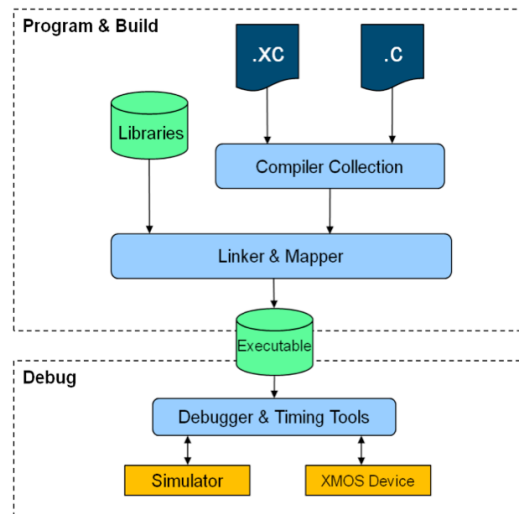 Program & Build
.XC
.C
Libraries
Compiler Collection
Linker & Mapper
Executable
Debug
Debugger & Timing Tools
Simulator
XMOS Device